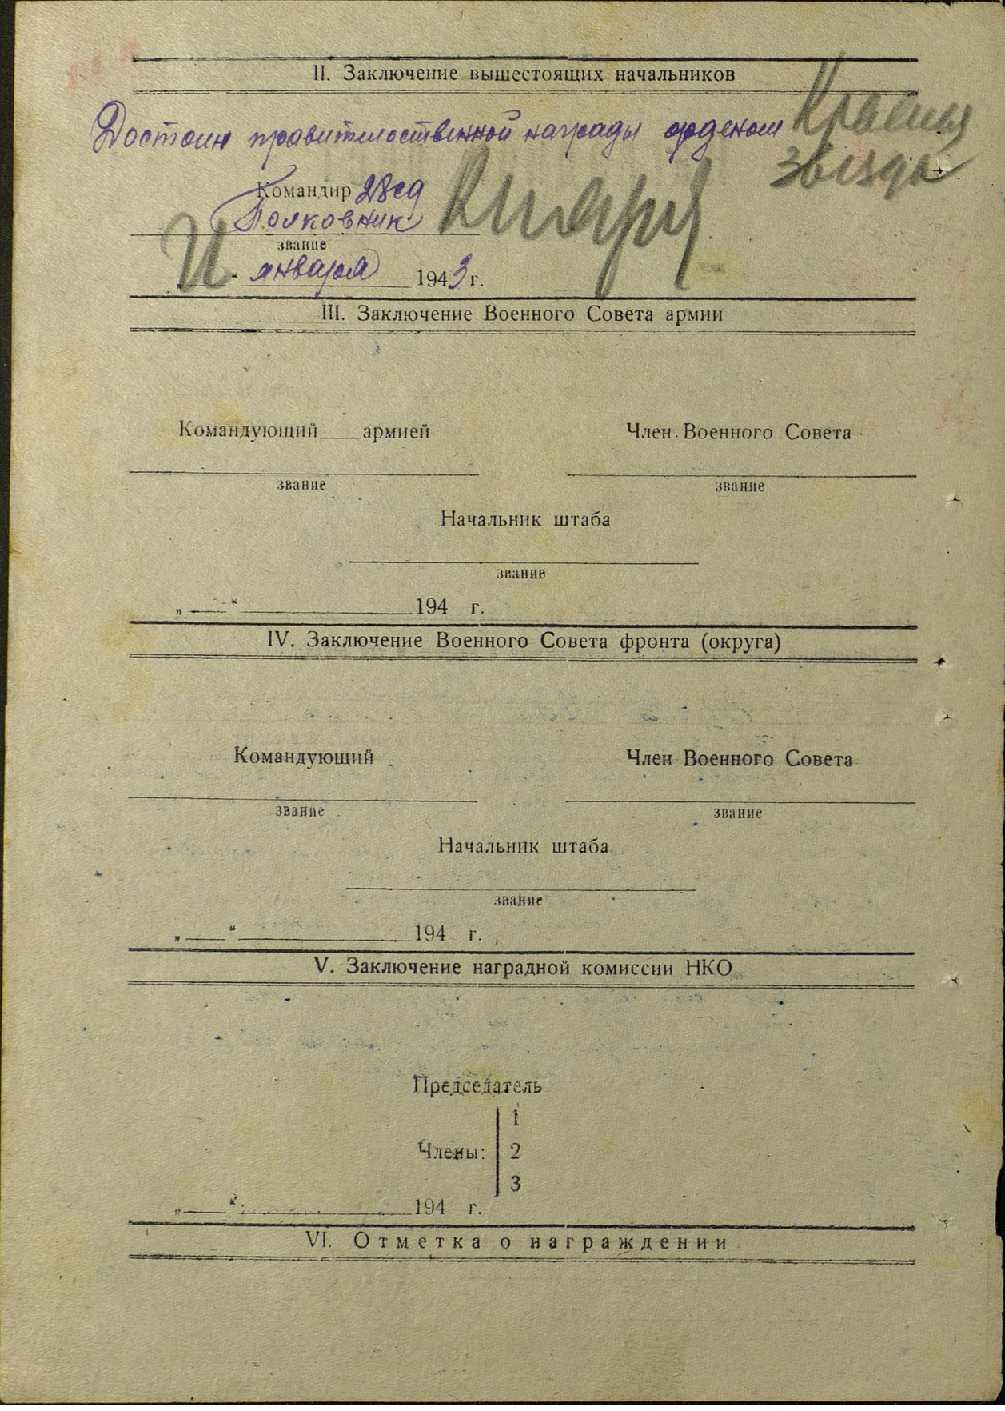 II. Заключение вышестоящих начальников
Достоин правителоственной награды орденом Красная
Звезда
Командир 28сд
Полковник
звание
" января 1943 г.
III. Заключение Военного Совета армии
Командующий армией Член Военного Совета
звание звание
Начальник штаба
звание
„ “ 194 г.
IV. Заключение Военного Совета фронта (округа)
Командующий Член Военного Совета
звание звание
Начальник штаба
звание
„ “ 194 г.
V. Заключение наградной комиссии НКО
Председатель
1
Члены: 2
3
„ “ 194 г.
VI. Отметка о награждении